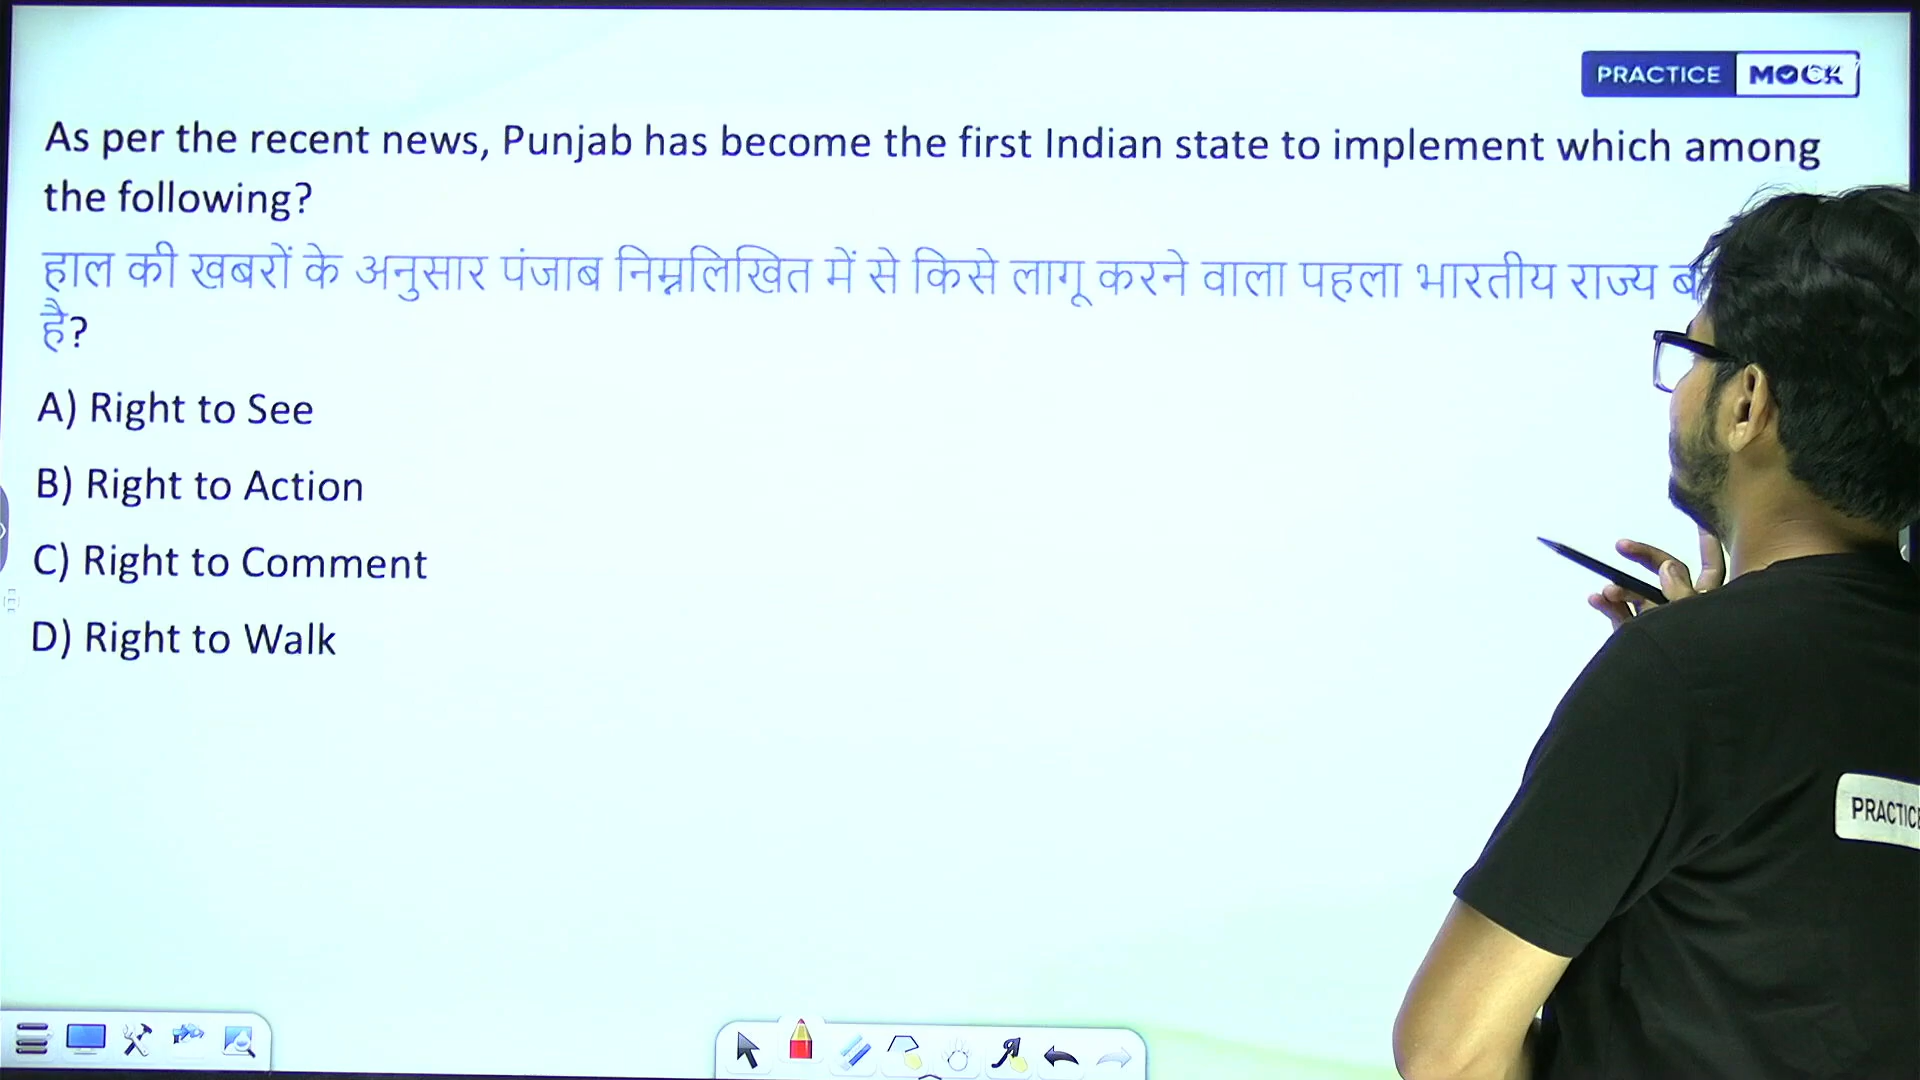 PRACTICE MOCK
As per the recent news, Punjab has become the first Indian state to implement which among
the following?
हाल की खबरों के अनुसार पंजाब निम्नलिखित में से किसे लागू करने वाला पहला भारतीय राज्य
है?
A) Right to See
B) Right to Action
C) Right to Comment
D) Right to Walk
PRACTICE